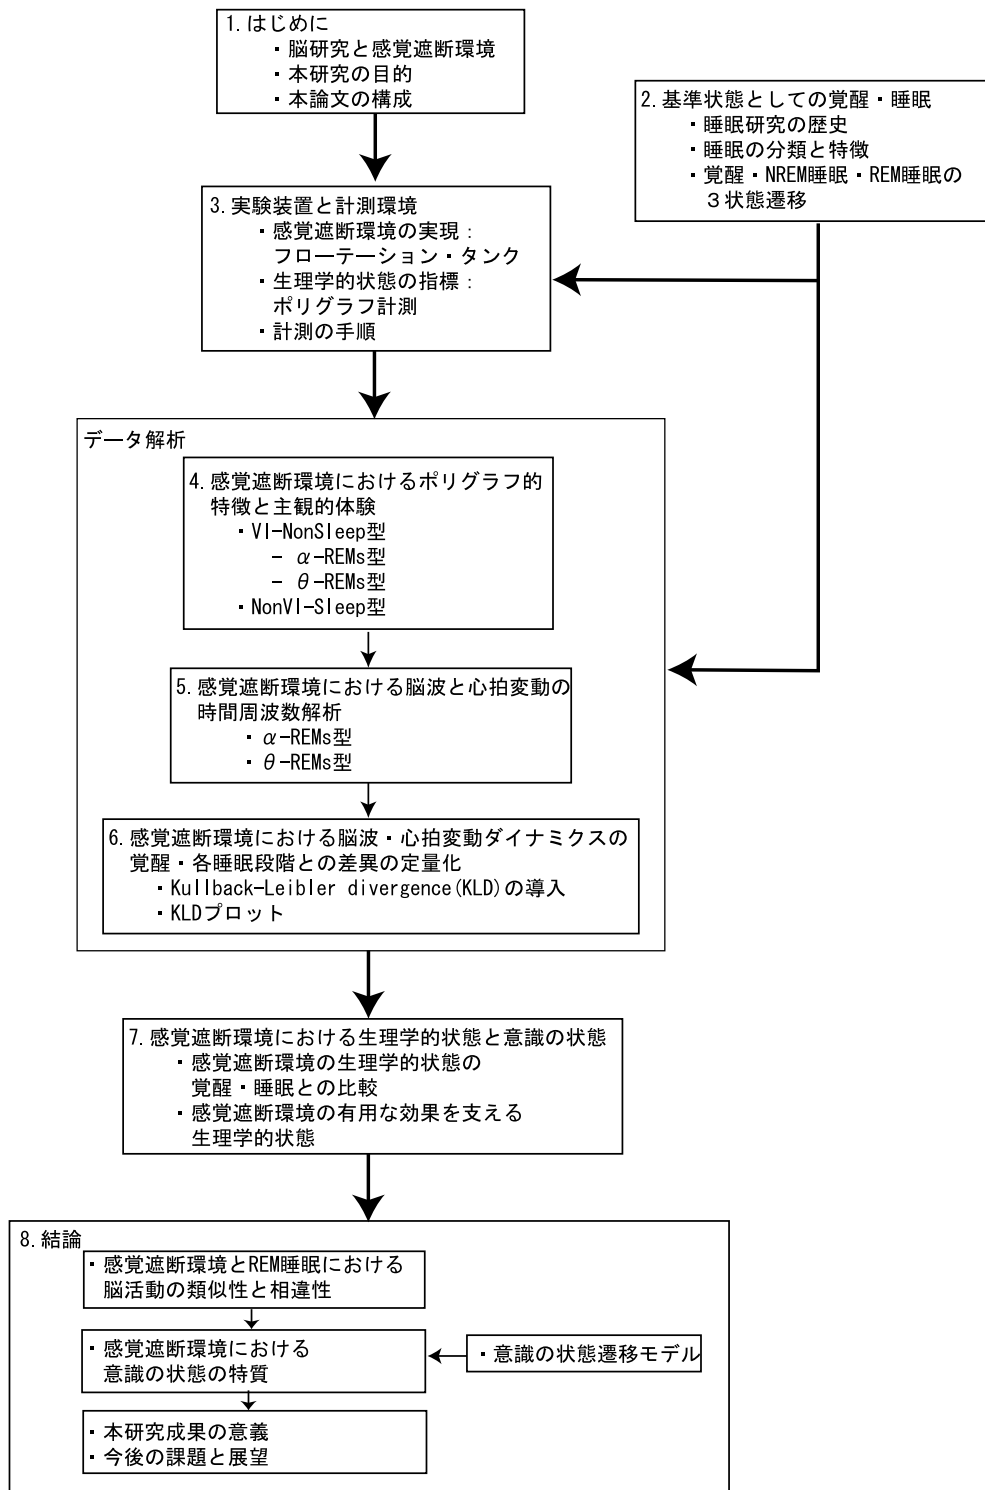 1. はじめに
・脳研究と感覚遮断環境
・本研究の目的
・本論文の構成
2. 基準状態としての覚醒・睡眠
・睡眠研究の歴史
・睡眠の分類と特徴
・覚醒・NREM睡眠・REM睡眠の
３状態遷移
3. 実験装置と計測環境
・感覚遮断環境の実現：
フローテーション・タンク
・生理学的状態の指標：
ポリグラフ計測
・計測の手順
データ解析
4. 感覚遮断環境におけるポリグラフ的
特徴と主観的体験
・VI-NonSleep型
- α-REMs型
- θ-REMs型
・NonVI-Sleep型
5. 感覚遮断環境における脳波と心拍変動の
時間周波数解析
・α-REMs型
・θ-REMs型
6. 感覚遮断環境における脳波・心拍変動ダイナミクスの
覚醒・各睡眠段階との差異の定量化
・Kullback-Leibler divergence(KLD)の導入
・KLDプロット
7. 感覚遮断環境における生理学的状態と意識の状態
・感覚遮断環境の生理学的状態の
覚醒・睡眠との比較
・感覚遮断環境の有用な効果を支える
生理学的状態
8. 結論
・感覚遮断環境とREM睡眠における
脳活動の類似性と相違性
・感覚遮断環境における
意識の状態の特質
・意識の状態遷移モデル
・本研究成果の意義
・今後の課題と展望